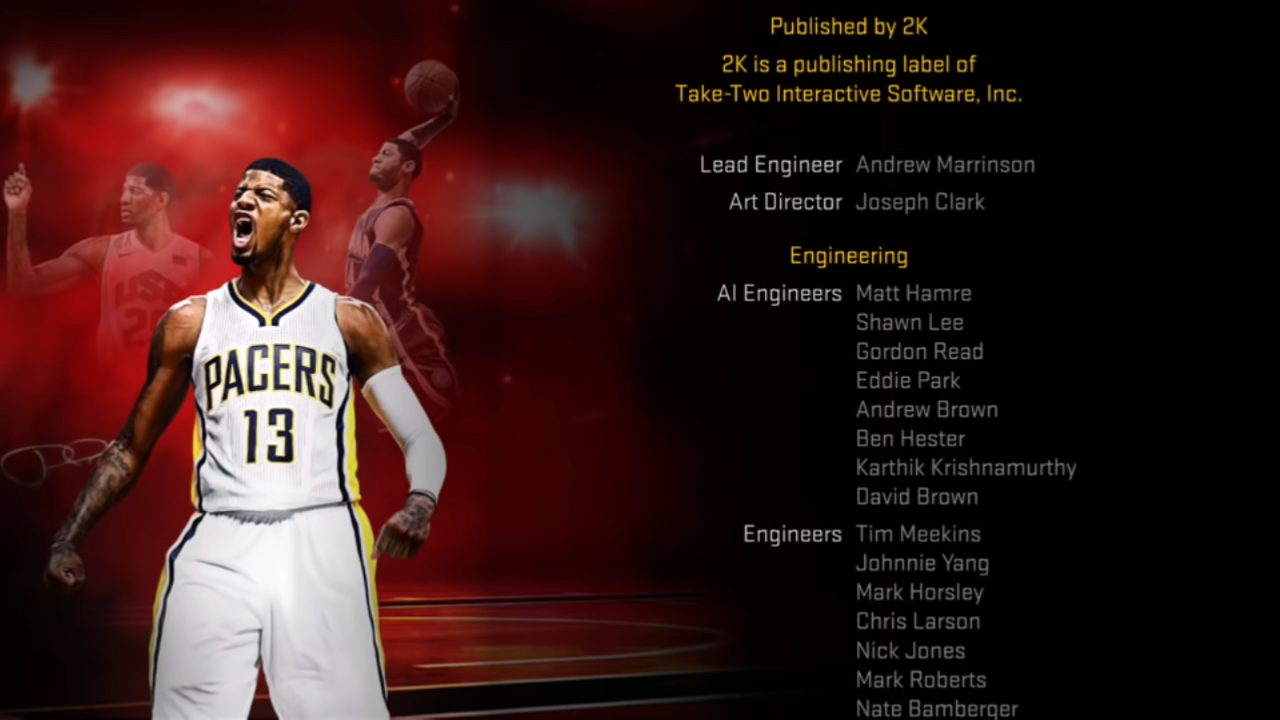 Published by 2K
2K is a publishing label of
Take-Two Interactive Software, Inc.
Lead Engineer Andrew Marrinson
Art Director Joseph Clark
Engineering
AI Engineers Matt Hamre
Shawn Lee
Gordon Read
Eddie Park
Andrew Brown
Ben Hester
Karthik Krishnamurthy
David Brown
Engineers Tim Meekins
Johnnie Yang
Mark Horsley
Chris Larson
Nick Jones
Mark Roberts
Nate Bamberger
PACERS
13